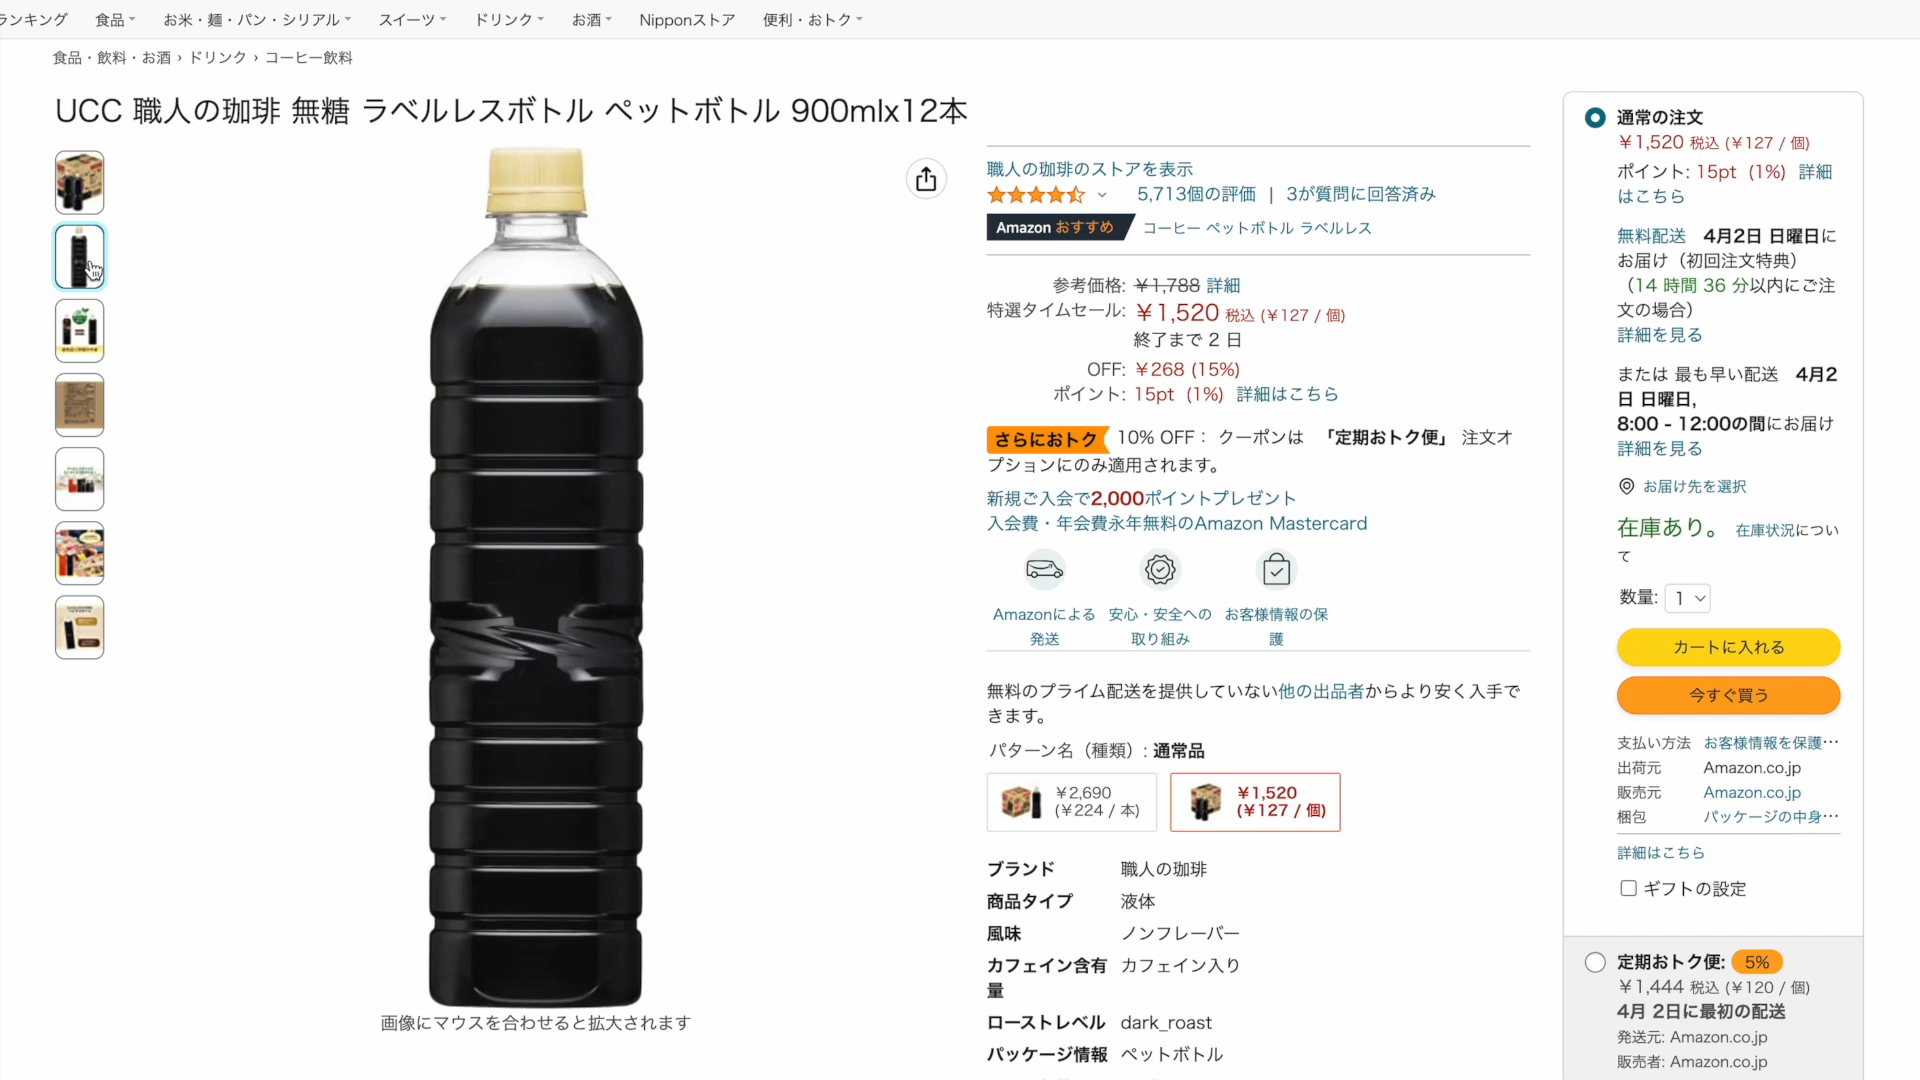 ランキング 食品 お米・麺・パン・シリアル スイーツ ドリンク お酒 Nipponストア 便利・おトク
食品・飲料・お酒 › ドリンク › コーヒー飲料
UCC 職人の珈琲 無糖 ラベルレスボトル ペットボトル 900mlx12本
画像にマウスを合わせると拡大されます
職人の珈琲のストアを表示
5,713個の評価 | 3が質問に回答済み
Amazon おすすめ コーヒー ペットボトル ラベルレス
参考価格: ￥1,788 詳細
特選タイムセール: ￥1,520 税込 (￥127 / 個)
終了まで 2 日
OFF: ￥268 (15%)
ポイント: 15pt (1%) 詳細はこちら
さらにおトク 10% OFF： クーポンは 「定期おトク便」 注文オ
プションにのみ適用されます。
新規ご入会で2,000ポイントプレゼント
入会費・年会費永年無料のAmazon Mastercard
Amazonによる 安心・安全への お客様情報の保
発送 取り組み 護
無料のプライム配送を提供していない他の出品者からより安く入手で
きます。
パターン名（種類）: 通常品
￥2,690 ￥1,520
(￥224 / 本) (￥127 / 個)
ブランド 職人の珈琲
商品タイプ 液体
風味 ノンフレーバー
カフェイン含有 カフェイン入り
量
ローストレベル dark_roast
パッケージ情報 ペットボトル
通常の注文
￥1,520 税込 (￥127 / 個)
ポイント: 15pt (1%) 詳細
はこちら
無料配送 4月2日 日曜日に
お届け（初回注文特典）
（14 時間 36 分以内にご注
文の場合）
詳細を見る
または 最も早い配送 4月2
日 日曜日,
8:00 - 12:00の間にお届け
詳細を見る
お届け先を選択
在庫あり。 在庫状況につい
て
数量: 1
カートに入れる
今すぐ買う
支払い方法 お客様情報を保護…
出荷元 Amazon.co.jp
販売元 Amazon.co.jp
梱包 パッケージの中身…
詳細はこちら
ギフトの設定
定期おトク便: 5%
￥1,444 税込 (￥120 / 個)
4月 2日に最初の配送
発送元: Amazon.co.jp
販売者: Amazon.co.jp